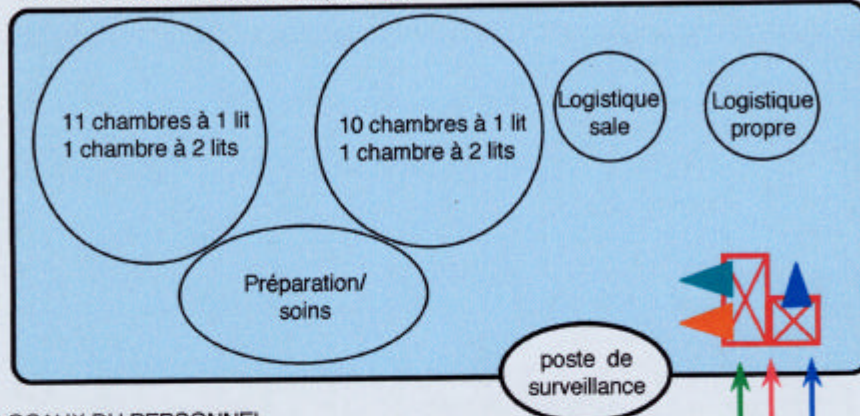 11 chambres à 1 lit
1 chambre à 2 lits
10 chambres à 1 lit
1 chambre à 2 lits
Logistique
sale
Logistique
propre
Préparation/
soins
poste de
surveillance